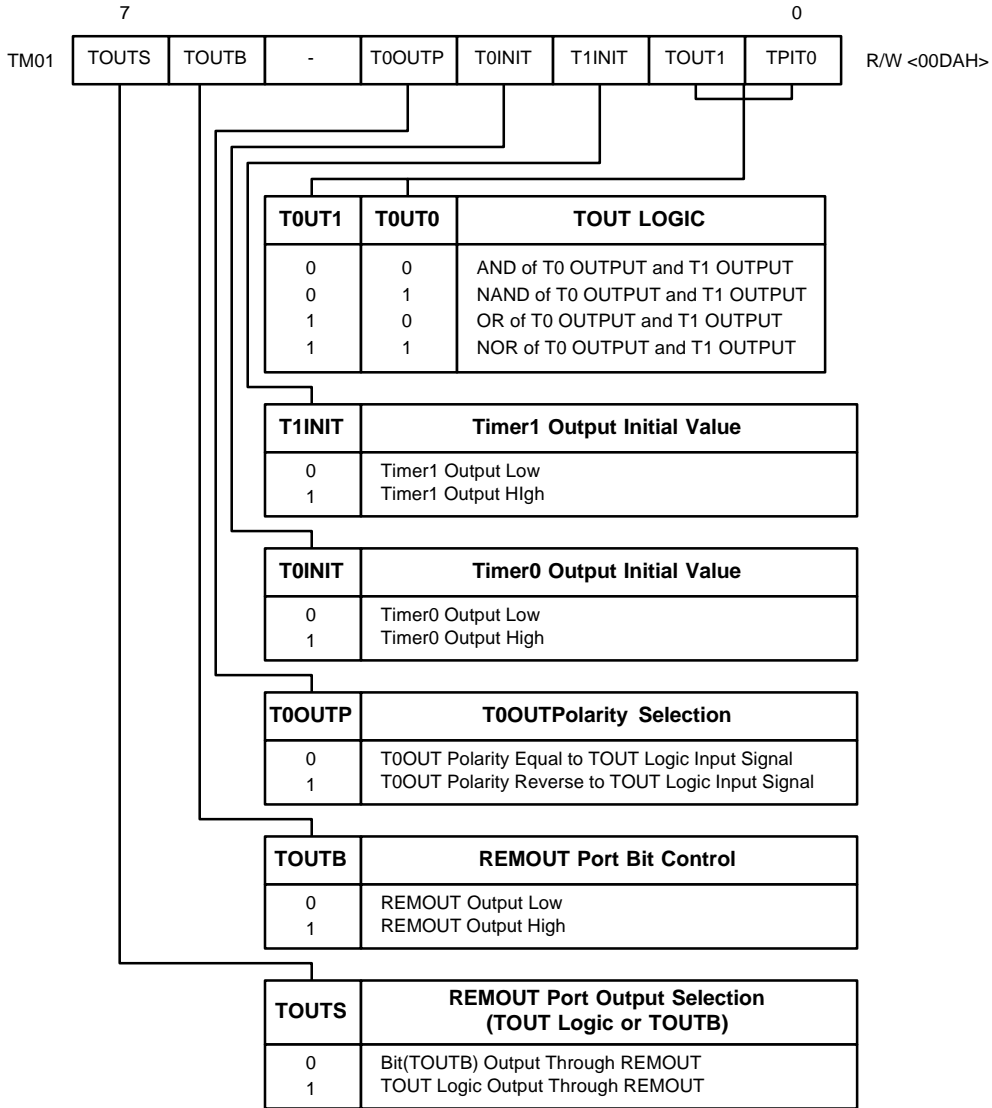 7 0
TM01 TOUTS TOUTB - T0OUTP T0INIT T1INIT TOUT1 TPIT0 R/W <00DAH>
T0UT1 T0UT0 TOUT LOGIC
0 0 AND of T0 OUTPUT and T1 OUTPUT
0 1 NAND of T0 OUTPUT and T1 OUTPUT
1 0 OR of T0 OUTPUT and T1 OUTPUT
1 1 NOR of T0 OUTPUT and T1 OUTPUT
T1INIT Timer1 Output Initial Value
0 Timer1 Output Low
1 Timer1 Output HIgh
T0INIT Timer0 Output Initial Value
0 Timer0 Output Low
1 Timer0 Output High
T0OUTP T0OUTPolarity Selection
0 T0OUT Polarity Equal to TOUT Logic Input Signal
1 T0OUT Polarity Reverse to TOUT Logic Input Signal
TOUTB REMOUT Port Bit Control
0 REMOUT Output Low
1 REMOUT Output High
TOUTS REMOUT Port Output Selection
(TOUT Logic or TOUTB)
0 Bit(TOUTB) Output Through REMOUT
1 TOUT Logic Output Through REMOUT